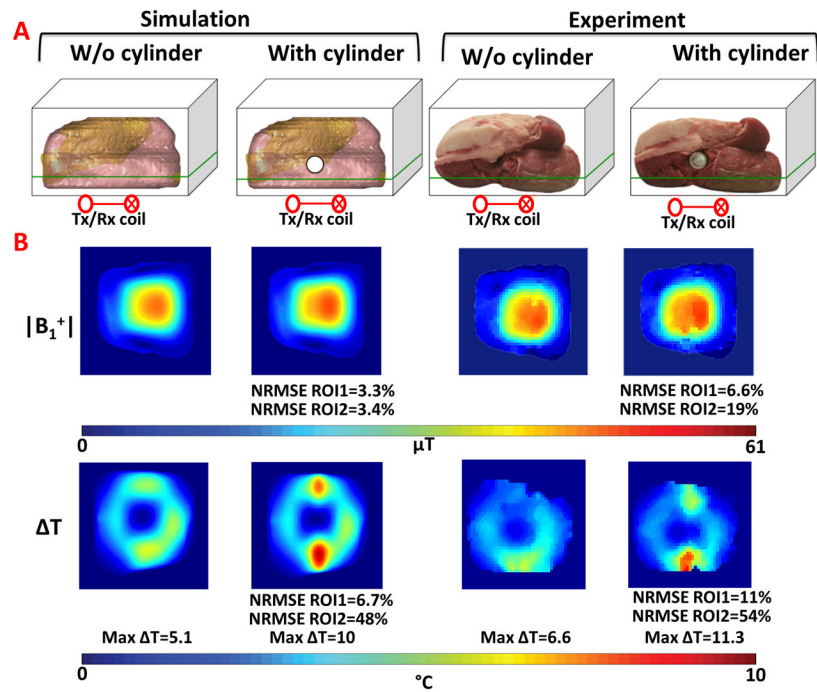 Simulation Experiment
A
W/o cylinder With cylinder W/o cylinder With cylinder
Tx/Rx coil Tx/Rx coil Tx/Rx coil Tx/Rx coil
B
|B₁⁺|
NRMSE ROI1=3.3% NRMSE ROI1=6.6%
NRMSE ROI2=3.4% NRMSE ROI2=19%
0 µT 61
ΔT
NRMSE ROI1=6.7% NRMSE ROI1=11%
NRMSE ROI2=48% NRMSE ROI2=54%
Max ΔT=5.1 Max ΔT=10 Max ΔT=6.6 Max ΔT=11.3
0 °C 10